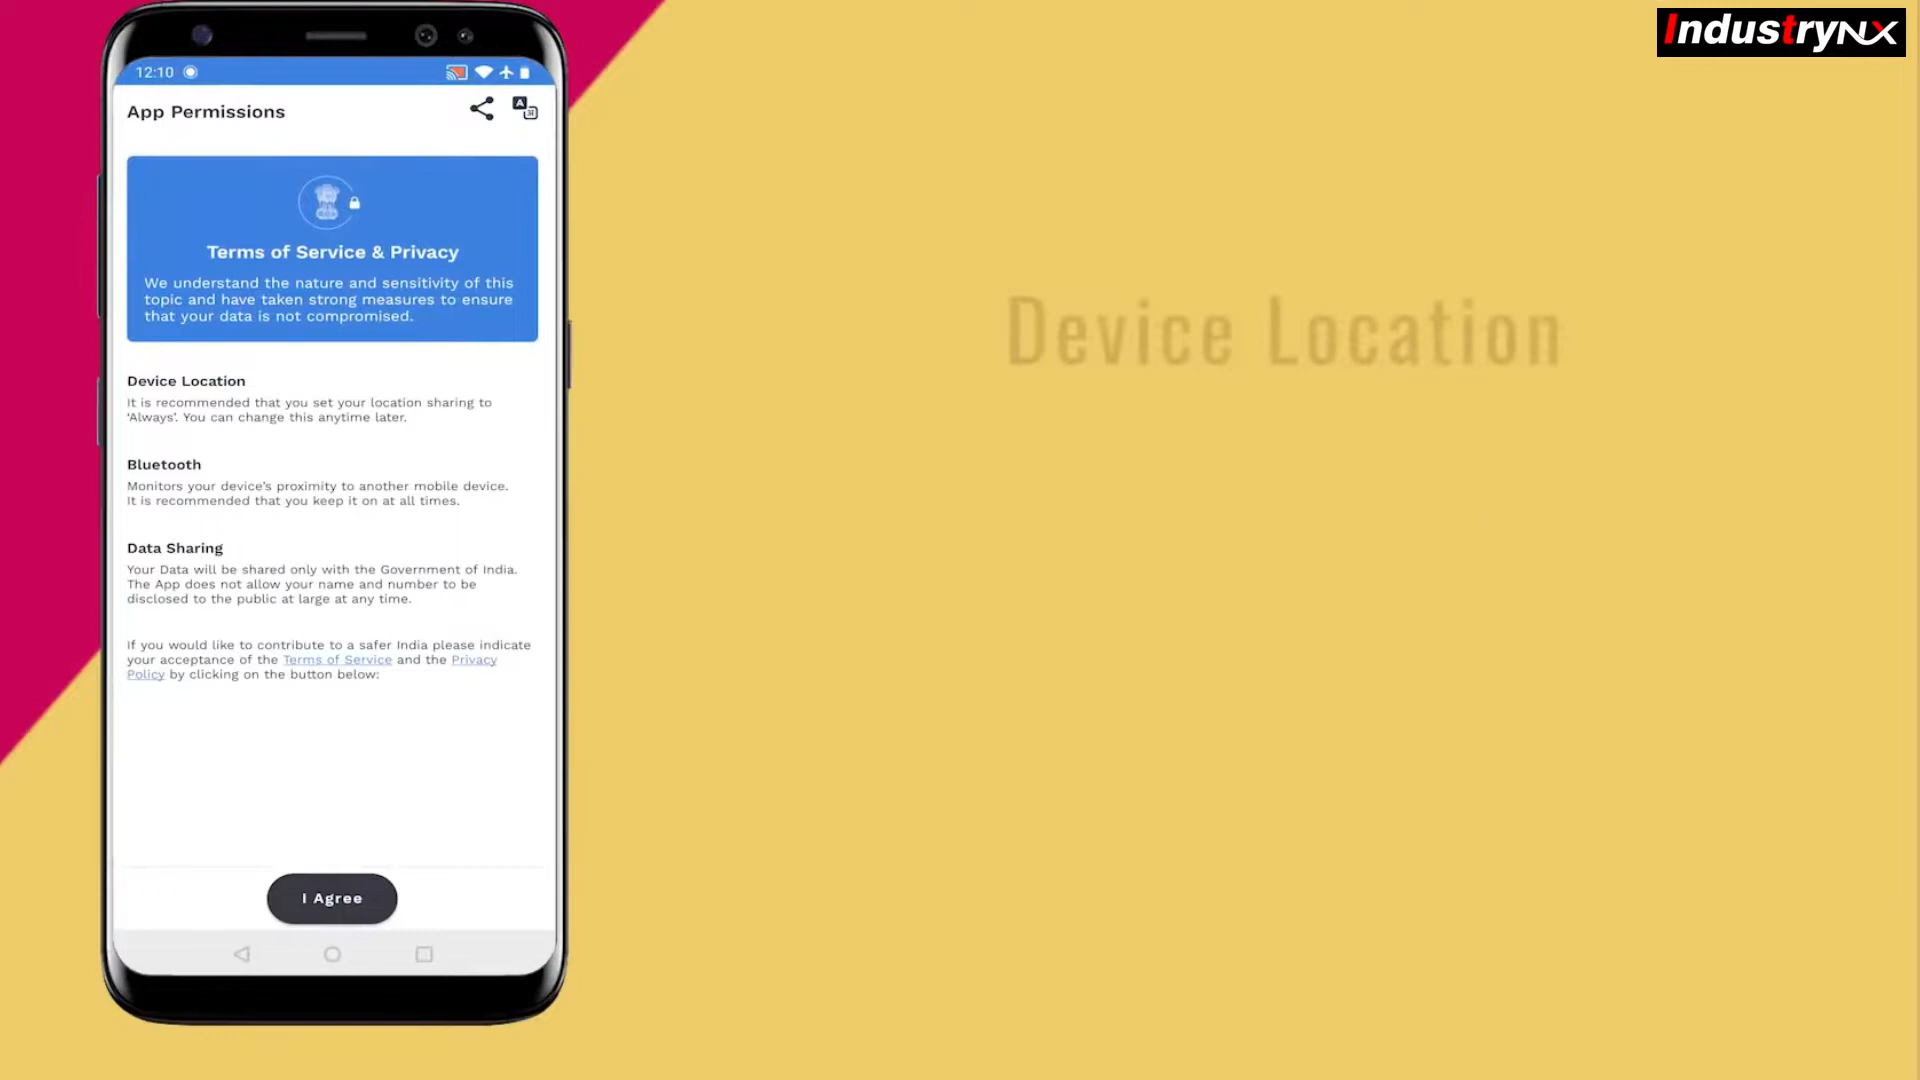 IndustryNX
12:10
App Permissions
Terms of Service & Privacy
We understand the nature and sensitivity of this
topic and have taken strong measures to ensure
that your data is not compromised.
Device Location
Device Location
It is recommended that you set your location sharing to
‘Always’. You can change this anytime later.
Bluetooth
Monitors your device’s proximity to another mobile device.
It is recommended that you keep it on at all times.
Data Sharing
Your Data will be shared only with the Government of India.
The App does not allow your name and number to be
disclosed to the public at large at any time.
If you would like to contribute to a safer India please indicate
your acceptance of the Terms of Service and the Privacy
Policy by clicking on the button below:
I Agree